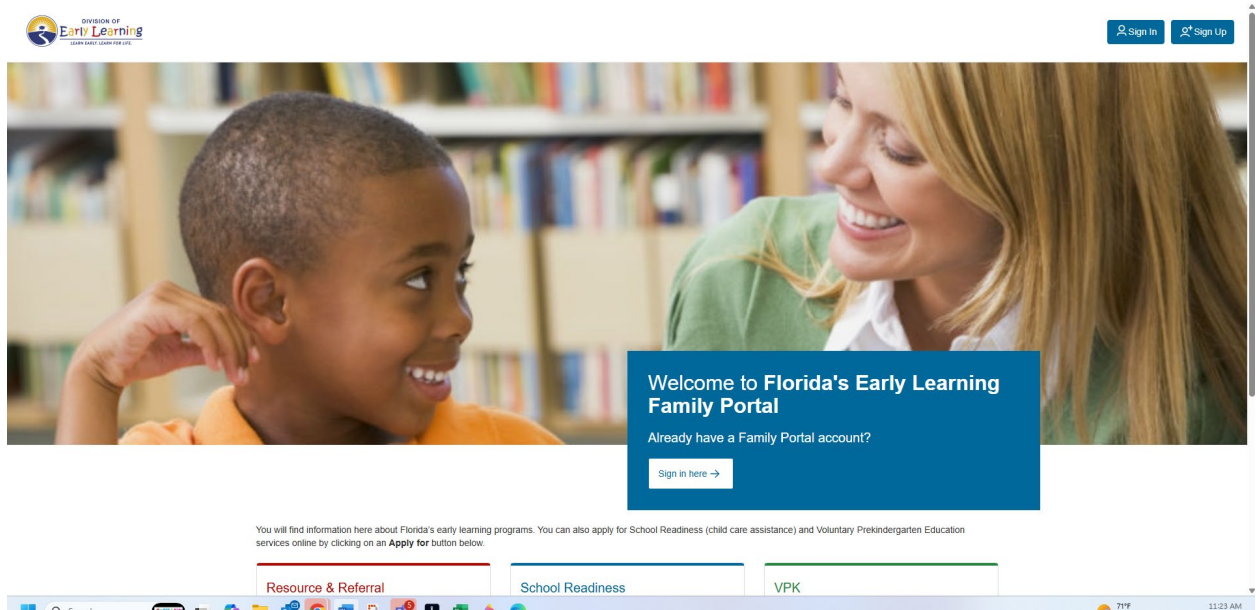 DIVISION OF
Early Learning
LEARN EARLY. LEARN FOR LIFE.
Sign In
Sign Up
Welcome to Florida's Early Learning
Family Portal
Already have a Family Portal account?
Sign in here →
You will find information here about Florida's early learning programs. You can also apply for School Readiness (child care assistance) and Voluntary Prekindergarten Education
services online by clicking on an Apply for button below.
Resource & Referral
School Readiness
VPK
71°F
11:23 AM